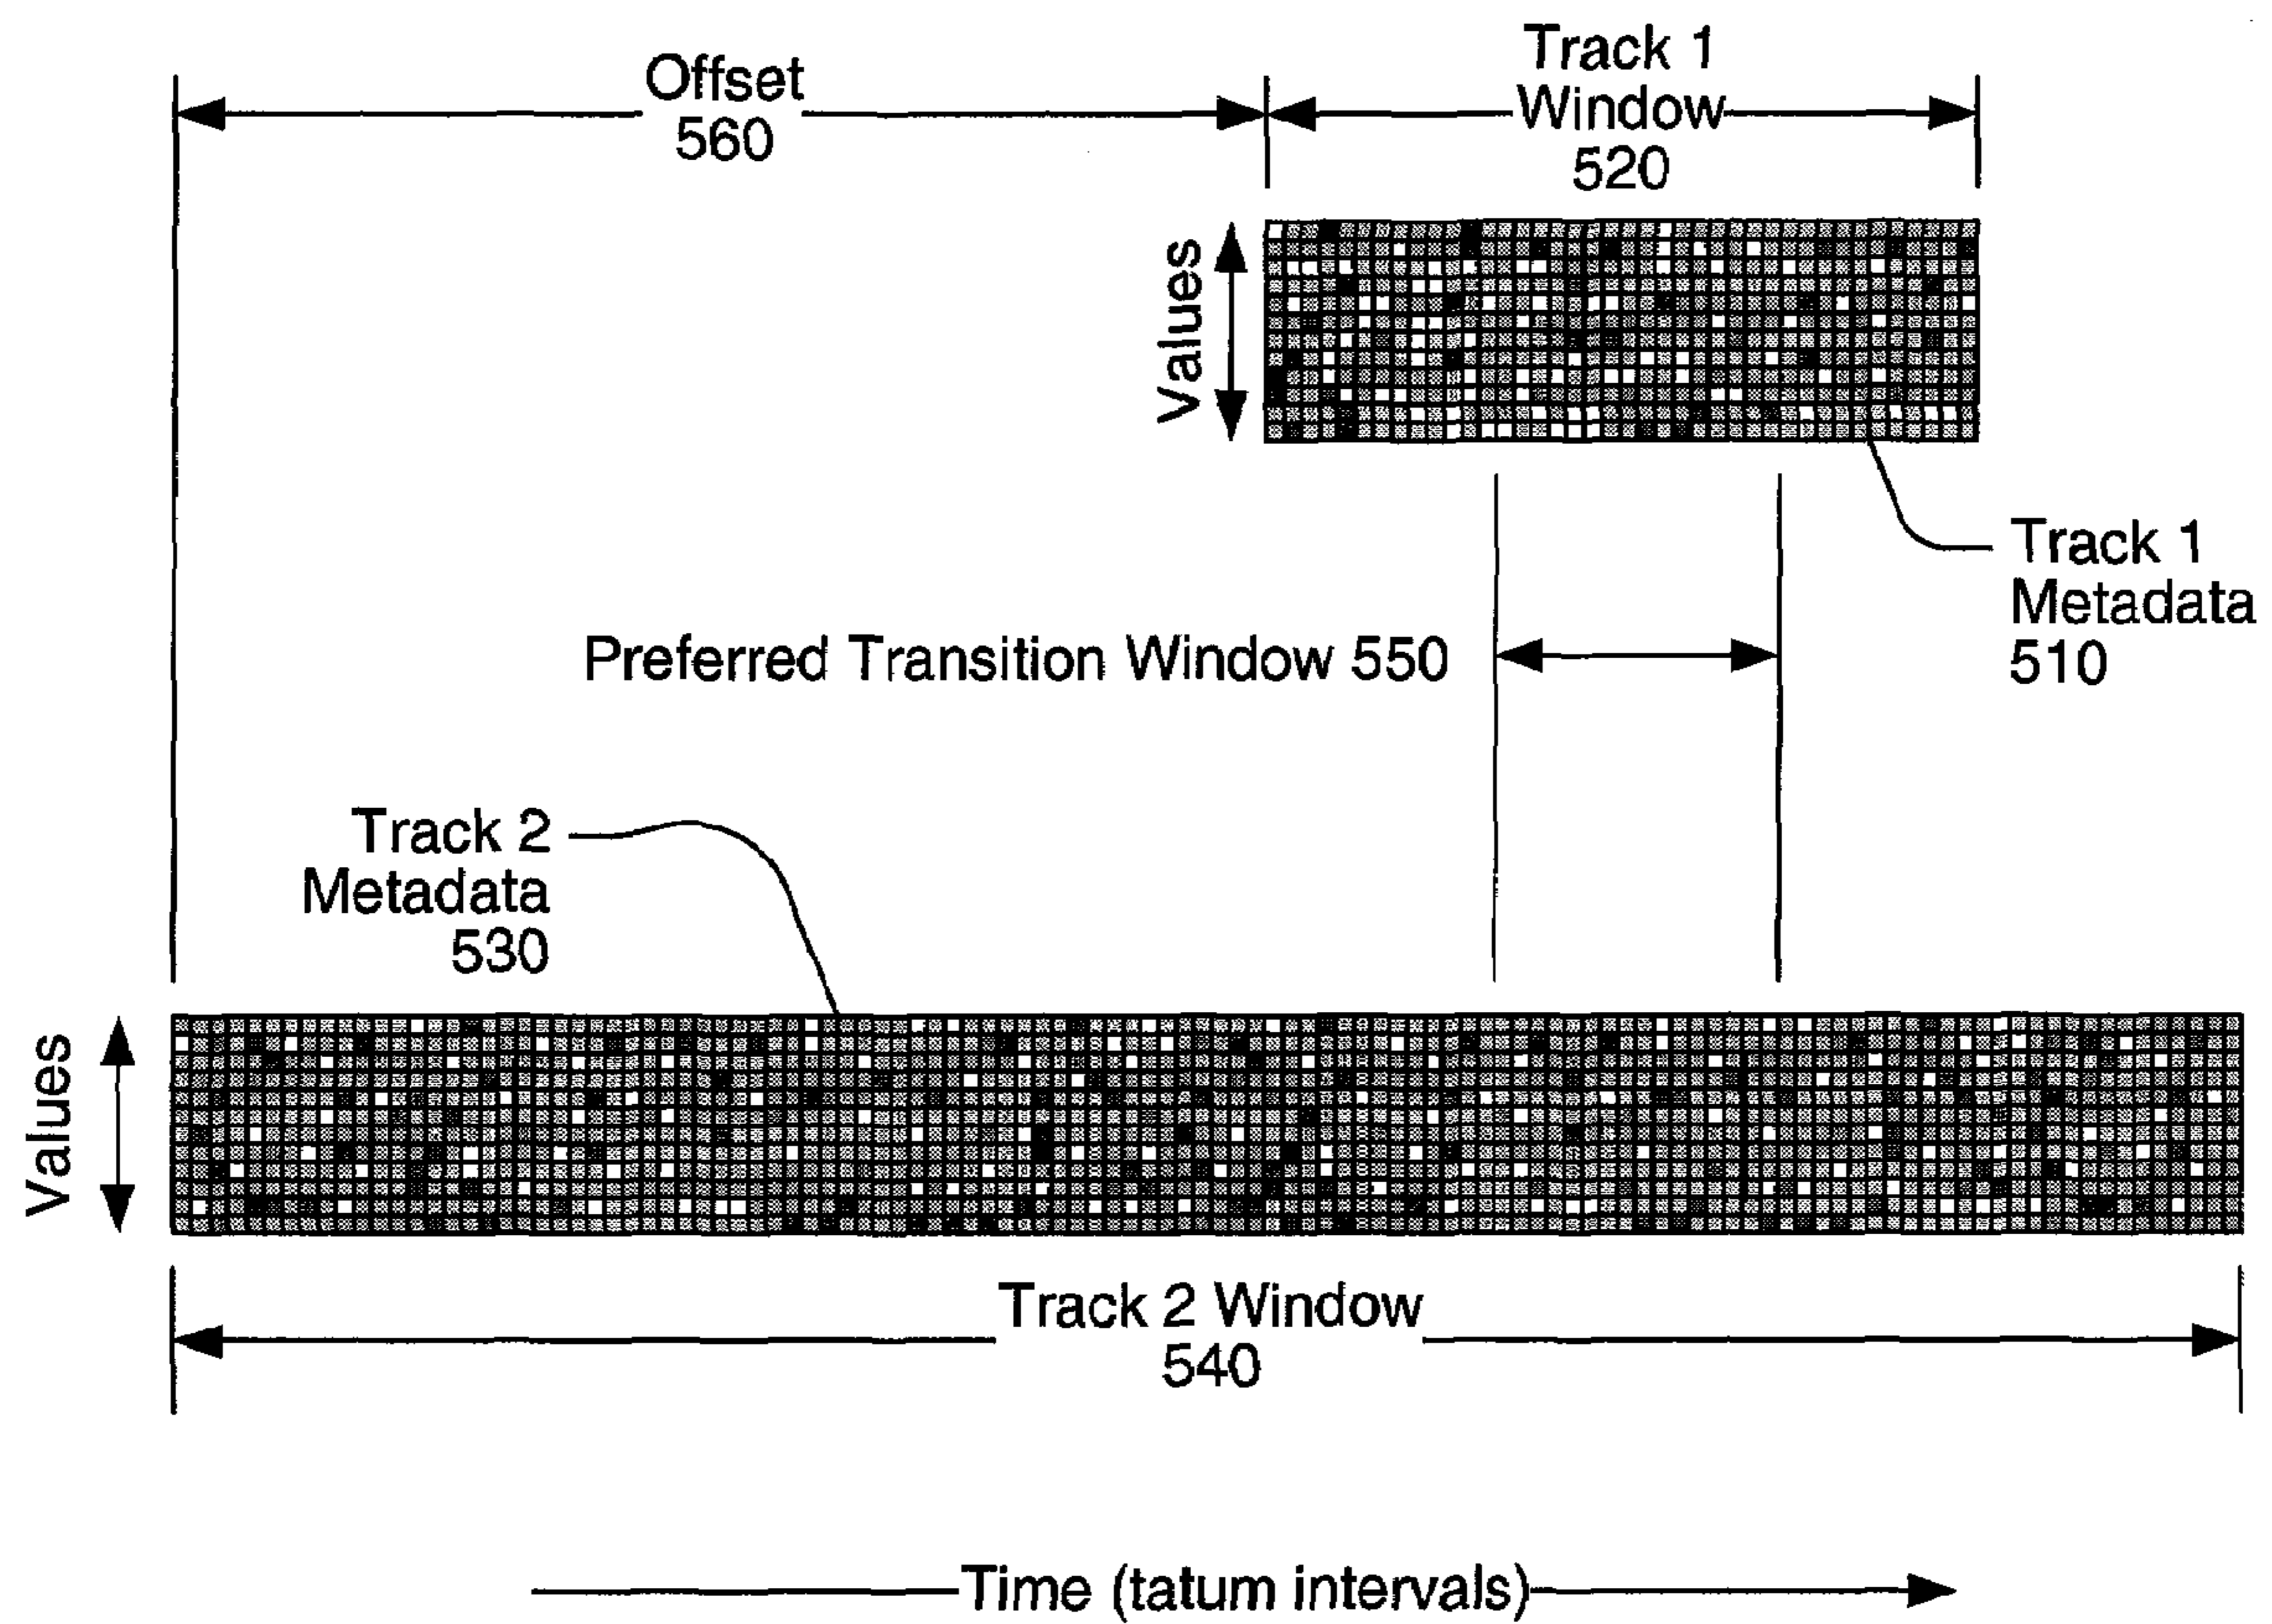 Offset
560
Track 1
Window
520
Values
Track 1
Metadata
510
Preferred Transition Window 550
Track 2
Metadata
530
Values
Track 2 Window
540
Time (tatum intervals)